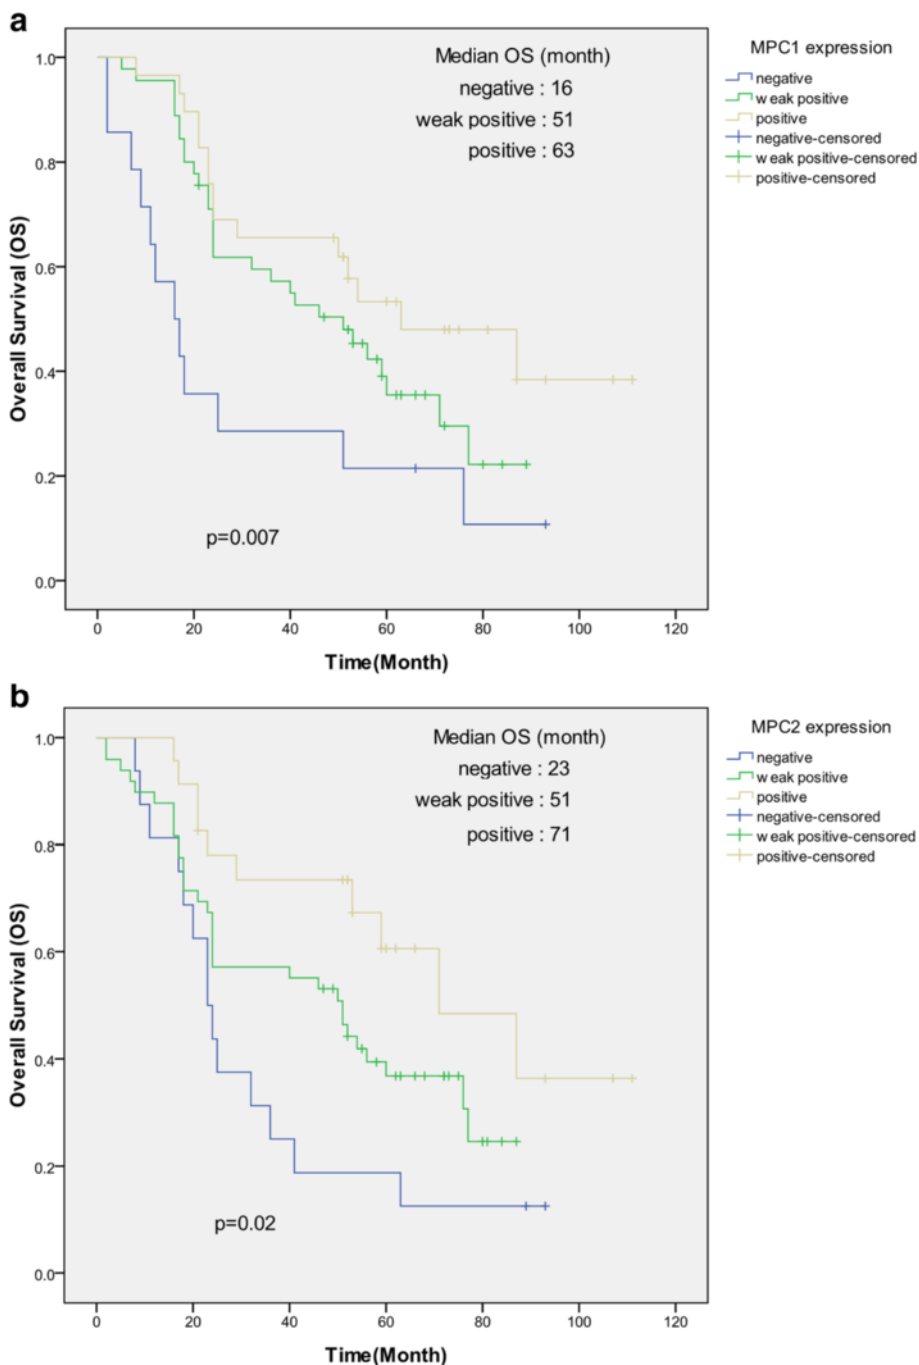 a
Median OS (month)
negative : 16
weak positive : 51
positive : 63
p=0.007
Overall Survival (OS)
1.0
0.8
0.6
0.4
0.2
0.0
0 20 40 60 80 100 120
Time(Month)
MPC1 expression
negative
weak positive
positive
negative-censored
weak positive-censored
positive-censored
b
Median OS (month)
negative : 23
weak positive : 51
positive : 71
p=0.02
Overall Survival (OS)
1.0
0.8
0.6
0.4
0.2
0.0
0 20 40 60 80 100 120
Time(Month)
MPC2 expression
negative
weak positive
positive
negative-censored
weak positive-censored
positive-censored